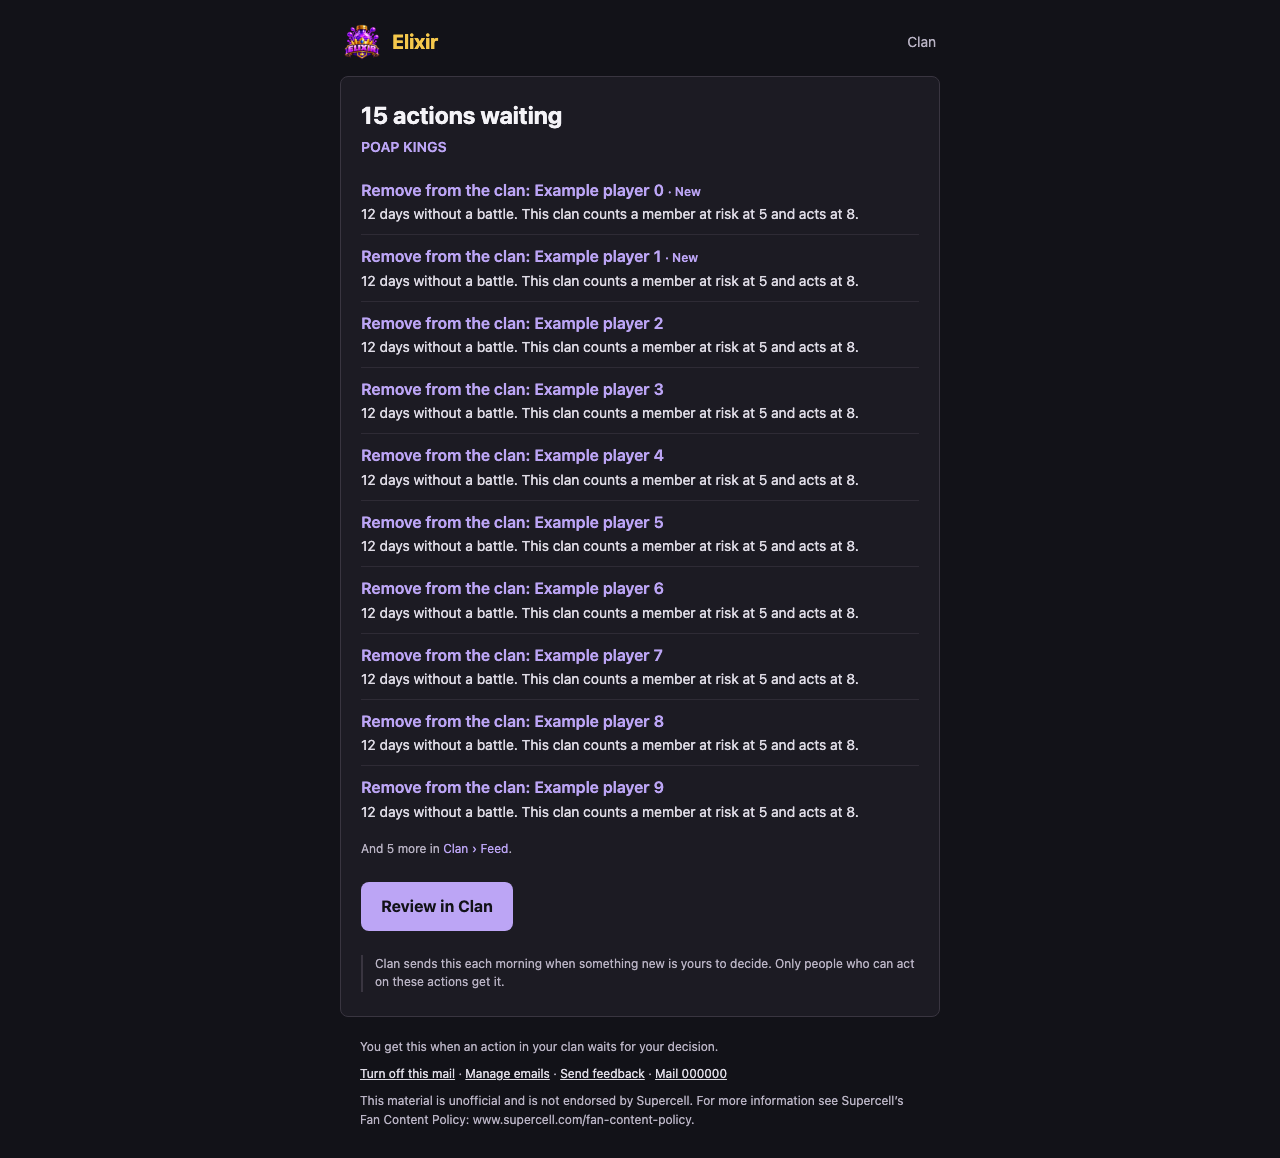 ELIXIR
Elixir
Clan
15 actions waiting
POAP KINGS
Remove from the clan: Example player 0 · New
12 days without a battle. This clan counts a member at risk at 5 and acts at 8.
Remove from the clan: Example player 1 · New
12 days without a battle. This clan counts a member at risk at 5 and acts at 8.
Remove from the clan: Example player 2
12 days without a battle. This clan counts a member at risk at 5 and acts at 8.
Remove from the clan: Example player 3
12 days without a battle. This clan counts a member at risk at 5 and acts at 8.
Remove from the clan: Example player 4
12 days without a battle. This clan counts a member at risk at 5 and acts at 8.
Remove from the clan: Example player 5
12 days without a battle. This clan counts a member at risk at 5 and acts at 8.
Remove from the clan: Example player 6
12 days without a battle. This clan counts a member at risk at 5 and acts at 8.
Remove from the clan: Example player 7
12 days without a battle. This clan counts a member at risk at 5 and acts at 8.
Remove from the clan: Example player 8
12 days without a battle. This clan counts a member at risk at 5 and acts at 8.
Remove from the clan: Example player 9
12 days without a battle. This clan counts a member at risk at 5 and acts at 8.
And 5 more in Clan › Feed.
Review in Clan
Clan sends this each morning when something new is yours to decide. Only people who can act
on these actions get it.
You get this when an action in your clan waits for your decision.
Turn off this mail · Manage emails · Send feedback · Mail 000000
This material is unofficial and is not endorsed by Supercell. For more information see Supercell's
Fan Content Policy: www.supercell.com/fan-content-policy.